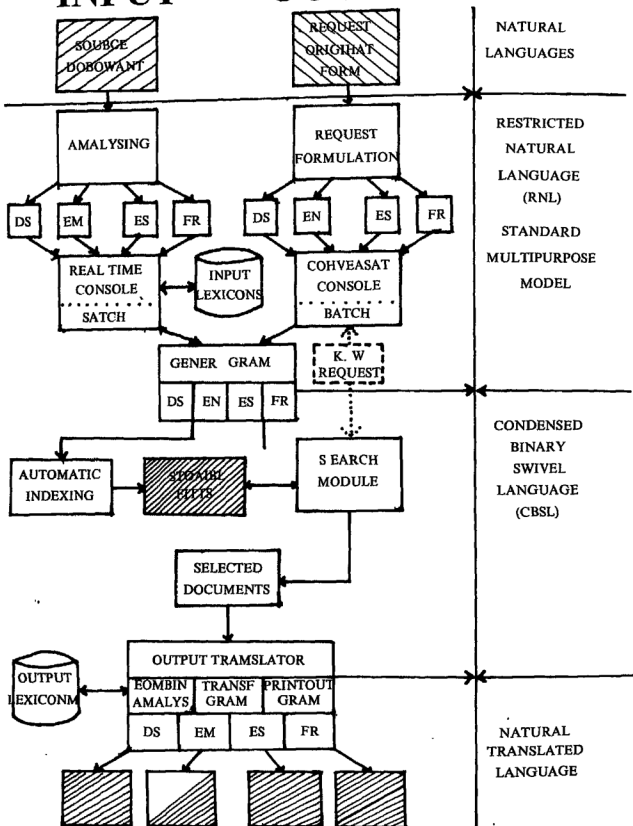 INPUT
SOUBCE
DOBOWANT
REQUEST
ORIGIHAT
FORM
NATURAL
LANGUAGES
AMALYSING
REQUEST
FORMULATION
RESTRICTED
NATURAL
LANGUAGE
(RNL)
STANDARD
MULTIPURPOSE
MODEL
DS EM ES FR
DS EN ES FR
REAL TIME
CONSOLE
SATCH
INPUT
LEXICONS
COHVEASAT
CONSOLE
BATCH
GENER GRAM
DS EN ES FR
K. W
REQUEST
CONDENSED
BINARY
SWIVEL
LANGUAGE
(CBSL)
AUTOMATIC
INDEXING
S EARCH
MODULE
SELECTED
DOCUMENTS
OUTPUT TRAMSLATOR
EOMBIN
AMALYS
TRANSF
GRAM
PRINTOUT
GRAM
DS EM ES FR
OUTPUT
LEXICONM
NATURAL
TRANSLATED
LANGUAGE